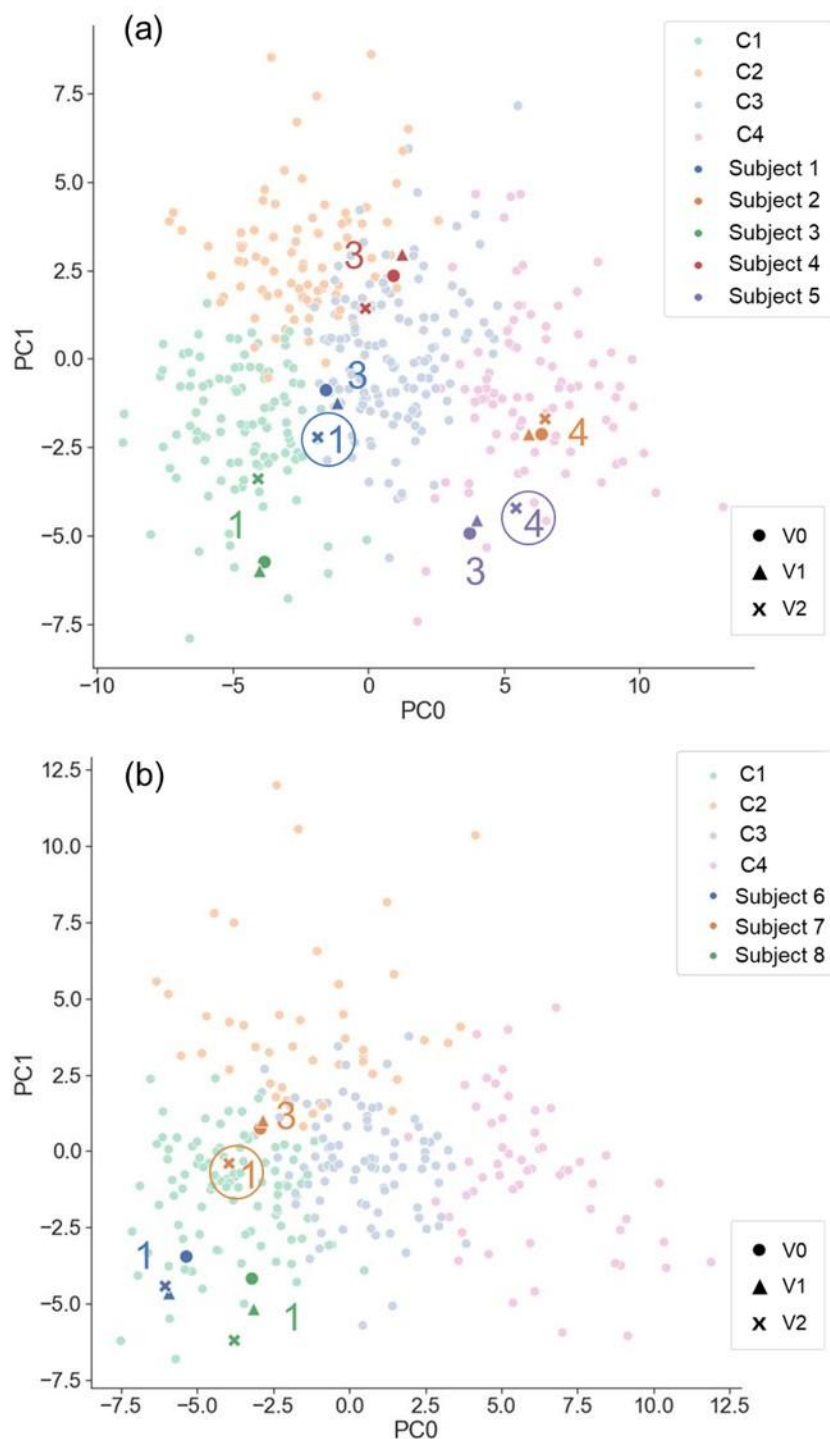 (a)
C1
C2
C3
C4
Subject 1
Subject 2
Subject 3
Subject 4
Subject 5
7.5
5.0
2.5
0.0
−2.5
−5.0
−7.5
PC1
3
3
1
4
1
4
3
V0
V1
V2
−10
−5
0
5
10
PC0
(b)
C1
C2
C3
C4
Subject 6
Subject 7
Subject 8
12.5
10.0
7.5
5.0
2.5
0.0
−2.5
−5.0
−7.5
PC1
3
1
1
1
V0
V1
V2
−7.5
−5.0
−2.5
0.0
2.5
5.0
7.5
10.0
12.5
PC0